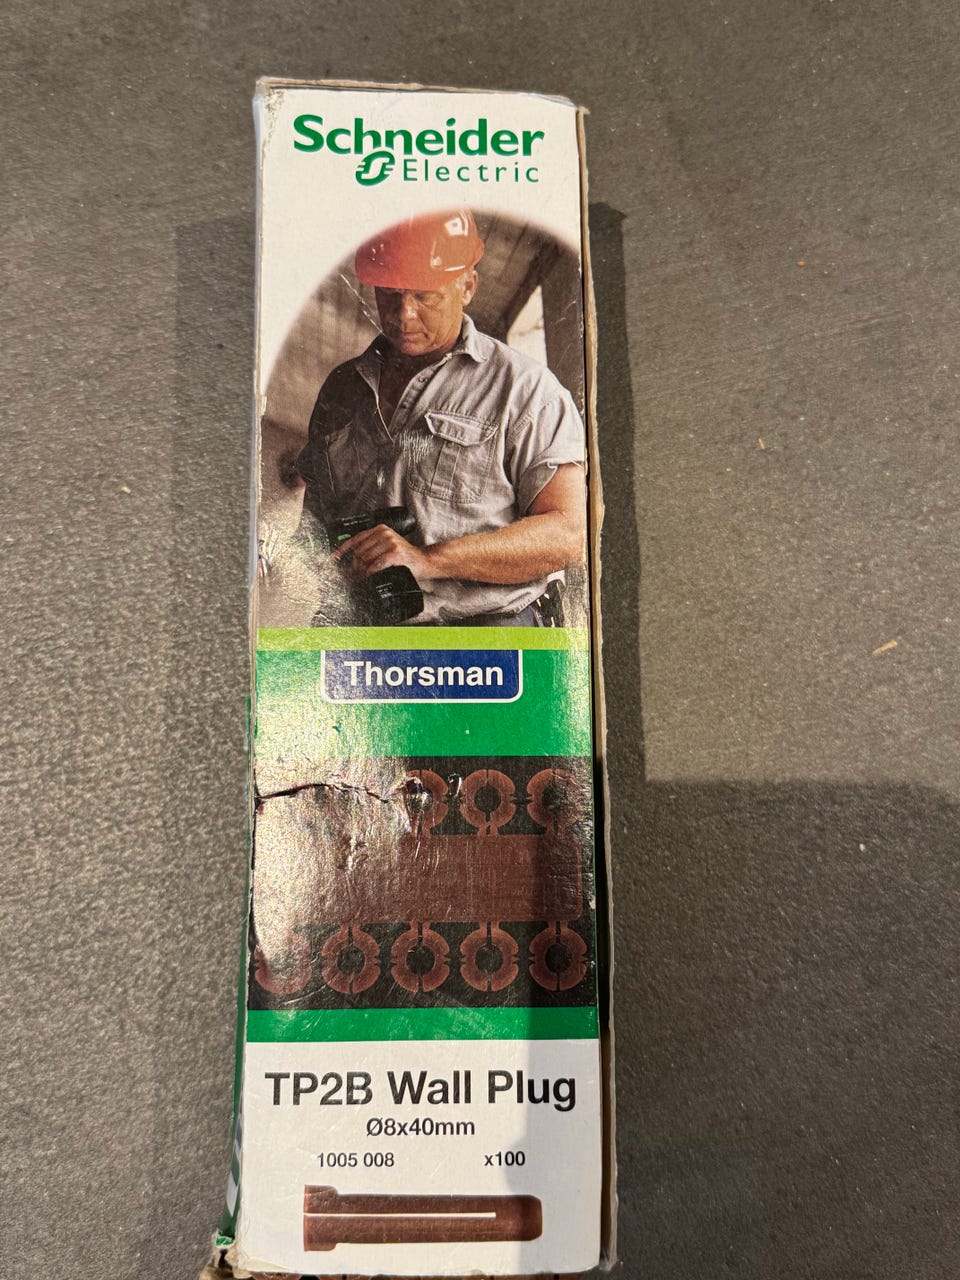 Schneider
Electric
Thorsman
TP2B Wall Plug
Ø8x40mm
1005 008 x100